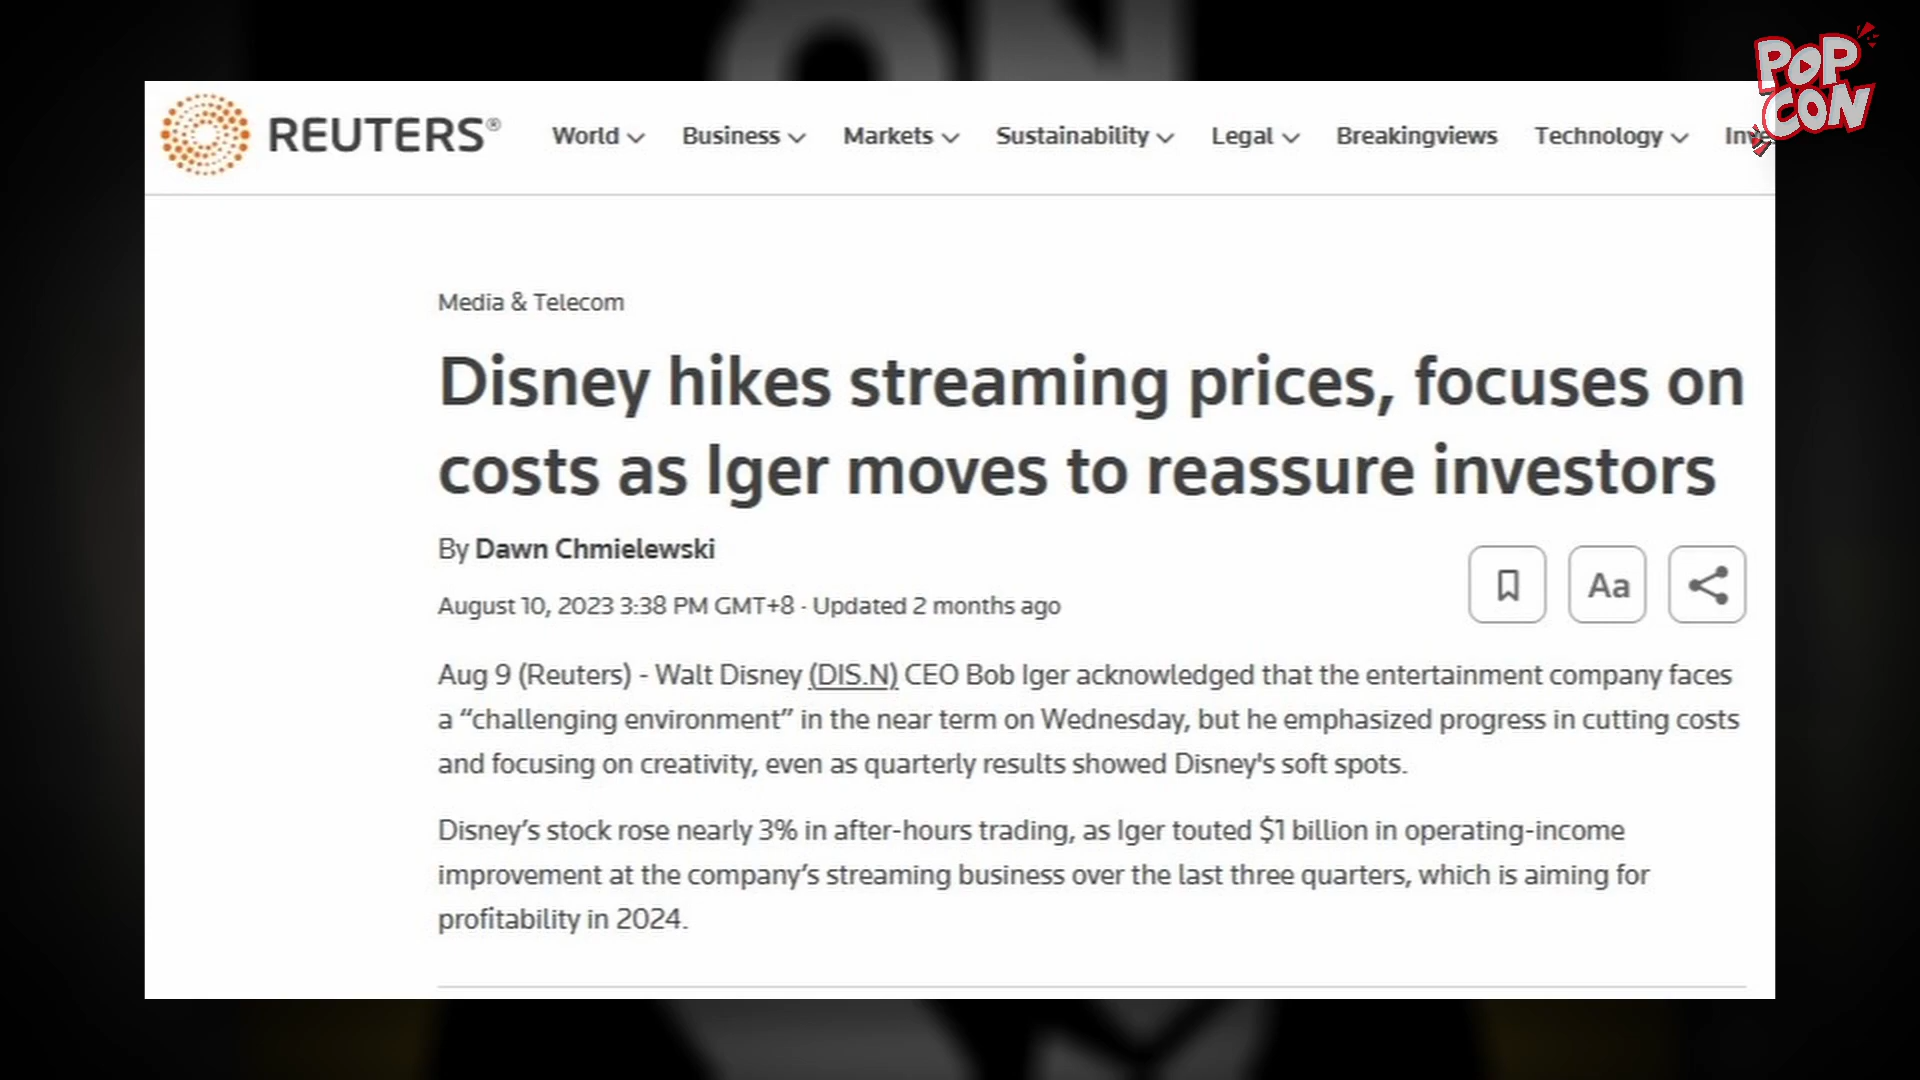 POP
CON
REUTERS®
World Business Markets Sustainability Legal Breakingviews Technology
Media & Telecom
Disney hikes streaming prices, focuses on
costs as Iger moves to reassure investors
By Dawn Chmielewski
Aa
August 10, 2023 3:38 PM GMT+8 · Updated 2 months ago
Aug 9 (Reuters) - Walt Disney (DIS.N) CEO Bob Iger acknowledged that the entertainment company faces
a “challenging environment” in the near term on Wednesday, but he emphasized progress in cutting costs
and focusing on creativity, even as quarterly results showed Disney's soft spots.
Disney’s stock rose nearly 3% in after-hours trading, as Iger touted $1 billion in operating-income
improvement at the company’s streaming business over the last three quarters, which is aiming for
profitability in 2024.